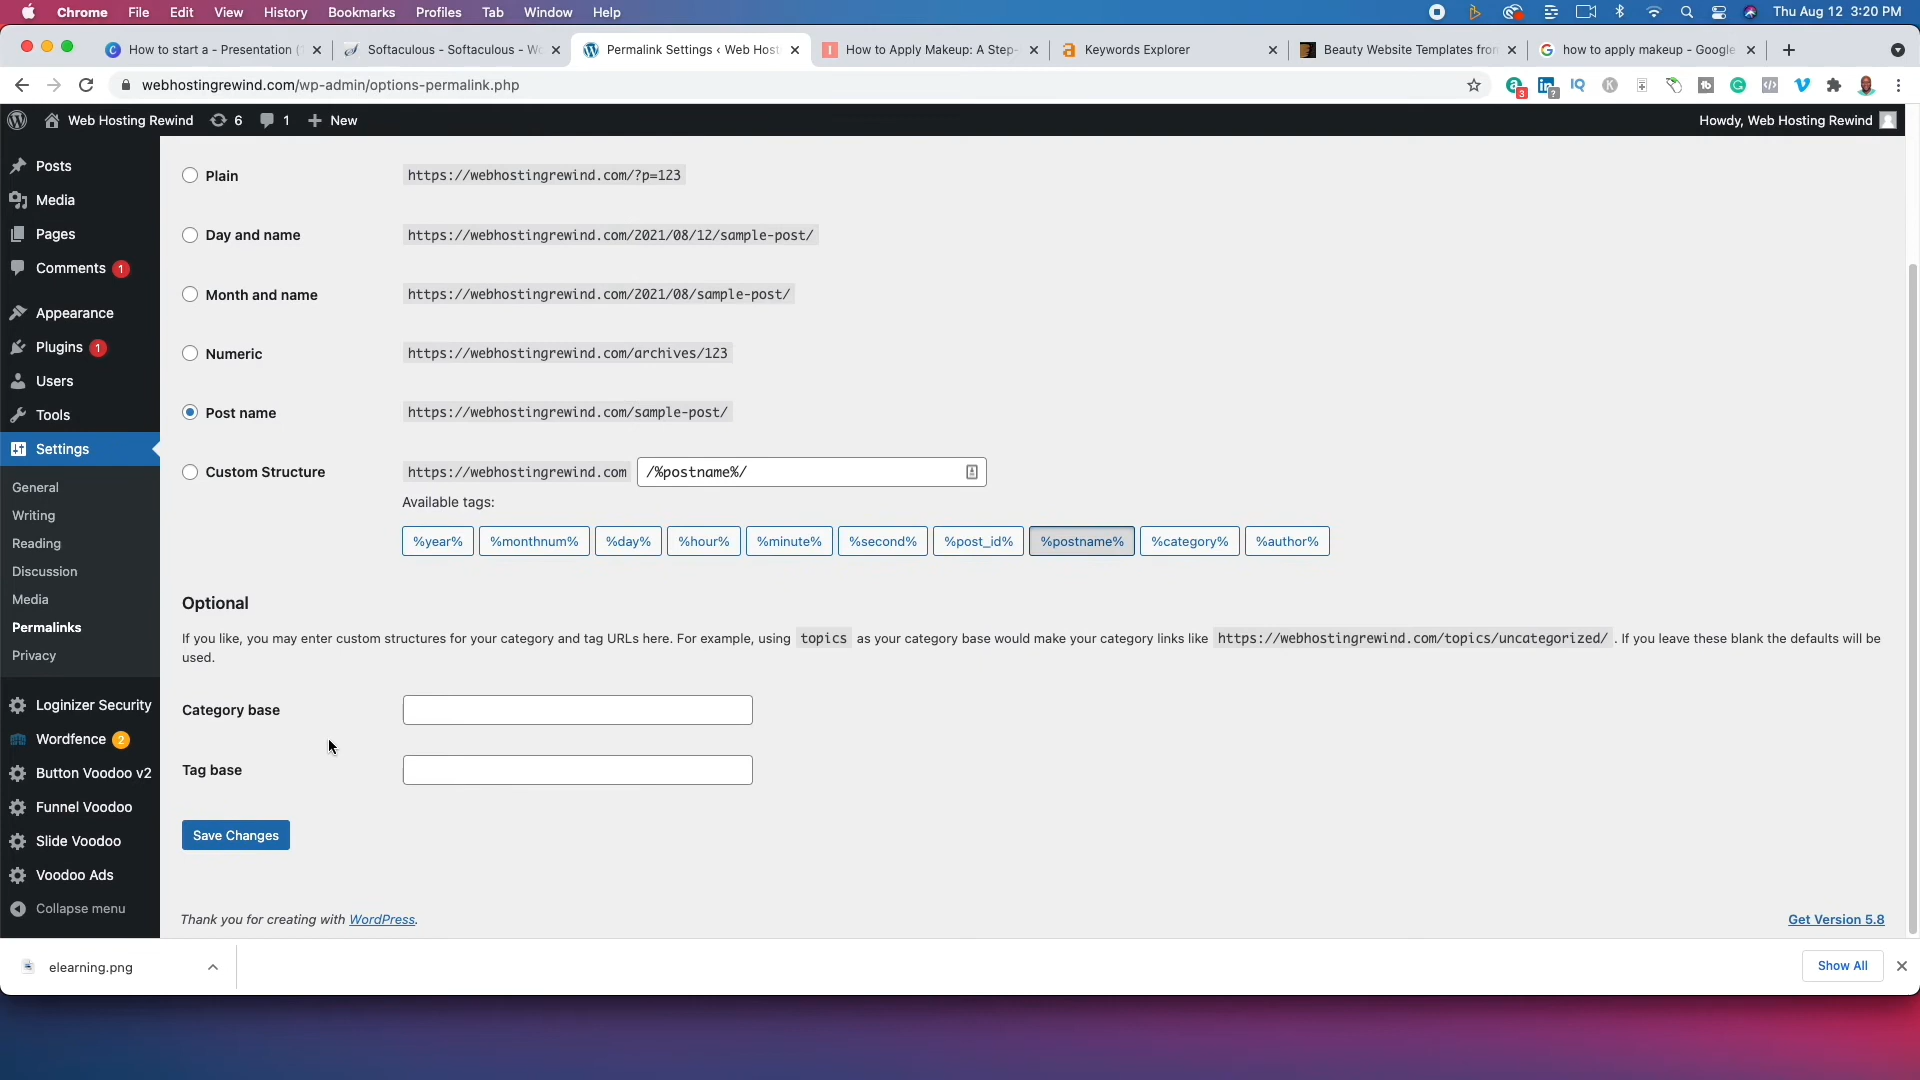 Chrome File Edit View History Bookmarks Profiles Tab Window Help Thu Aug 12 3:20 PM
How to start a - Presentation (
Softaculous - Softaculous - Wo
Permalink Settings ‹ Web Host
How to Apply Makeup: A Step-
Keywords Explorer
Beauty Website Templates from
how to apply makeup - Google
webhostingrewind.com/wp-admin/options-permalink.php
3
?
Web Hosting Rewind 6 1 New
Howdy, Web Hosting Rewind
Posts
Media
Pages
Comments 1
Appearance
Plugins 1
Users
Tools
Settings
General
Writing
Reading
Discussion
Media
Permalinks
Privacy
Loginizer Security
Wordfence 2
Button Voodoo v2
Funnel Voodoo
Slide Voodoo
Voodoo Ads
Collapse menu
Plain https://webhostingrewind.com/?p=123
Day and name https://webhostingrewind.com/2021/08/12/sample-post/
Month and name https://webhostingrewind.com/2021/08/sample-post/
Numeric https://webhostingrewind.com/archives/123
Post name https://webhostingrewind.com/sample-post/
Custom Structure https://webhostingrewind.com /%postname%/
Available tags:
%year% %monthnum% %day% %hour% %minute% %second% %post_id% %postname% %category% %author%
Optional
If you like, you may enter custom structures for your category and tag URLs here. For example, using topics as your category base would make your category links like https://webhostingrewind.com/topics/uncategorized/ . If you leave these blank the defaults will be
used.
Category base
Tag base
Save Changes
Thank you for creating with WordPress.
Get Version 5.8
elearning.png
Show All